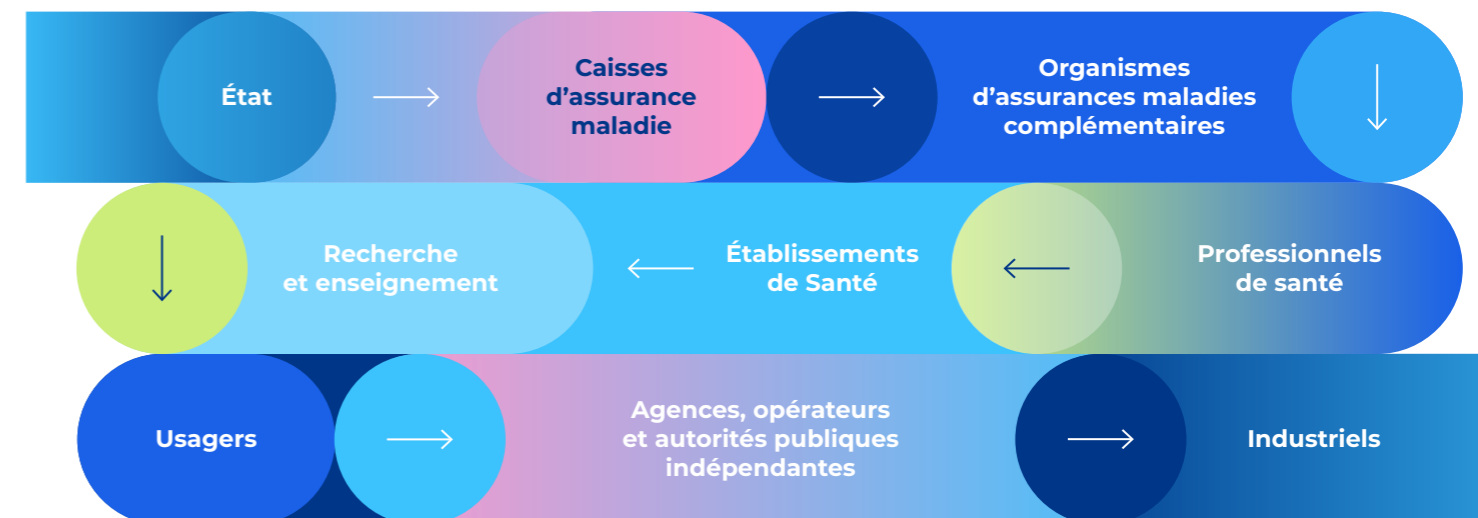 État
Caisses
d’assurance
maladie
Organismes
d’assurances maladies
complémentaires
Professionnels
de santé
Établissements
de Santé
Recherche
et enseignement
Usagers
Agences, opérateurs
et autorités publiques
indépendantes
Industriels